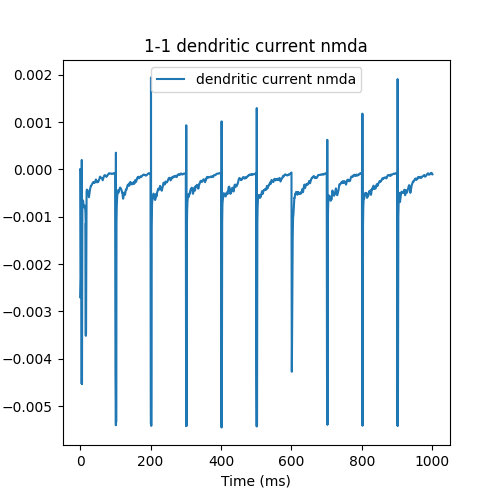 1-1 dendritic current nmda
dendritic current nmda
0.002
0.001
0.000
−0.001
−0.002
−0.003
−0.004
−0.005
0 200 400 600 800 1000
Time (ms)